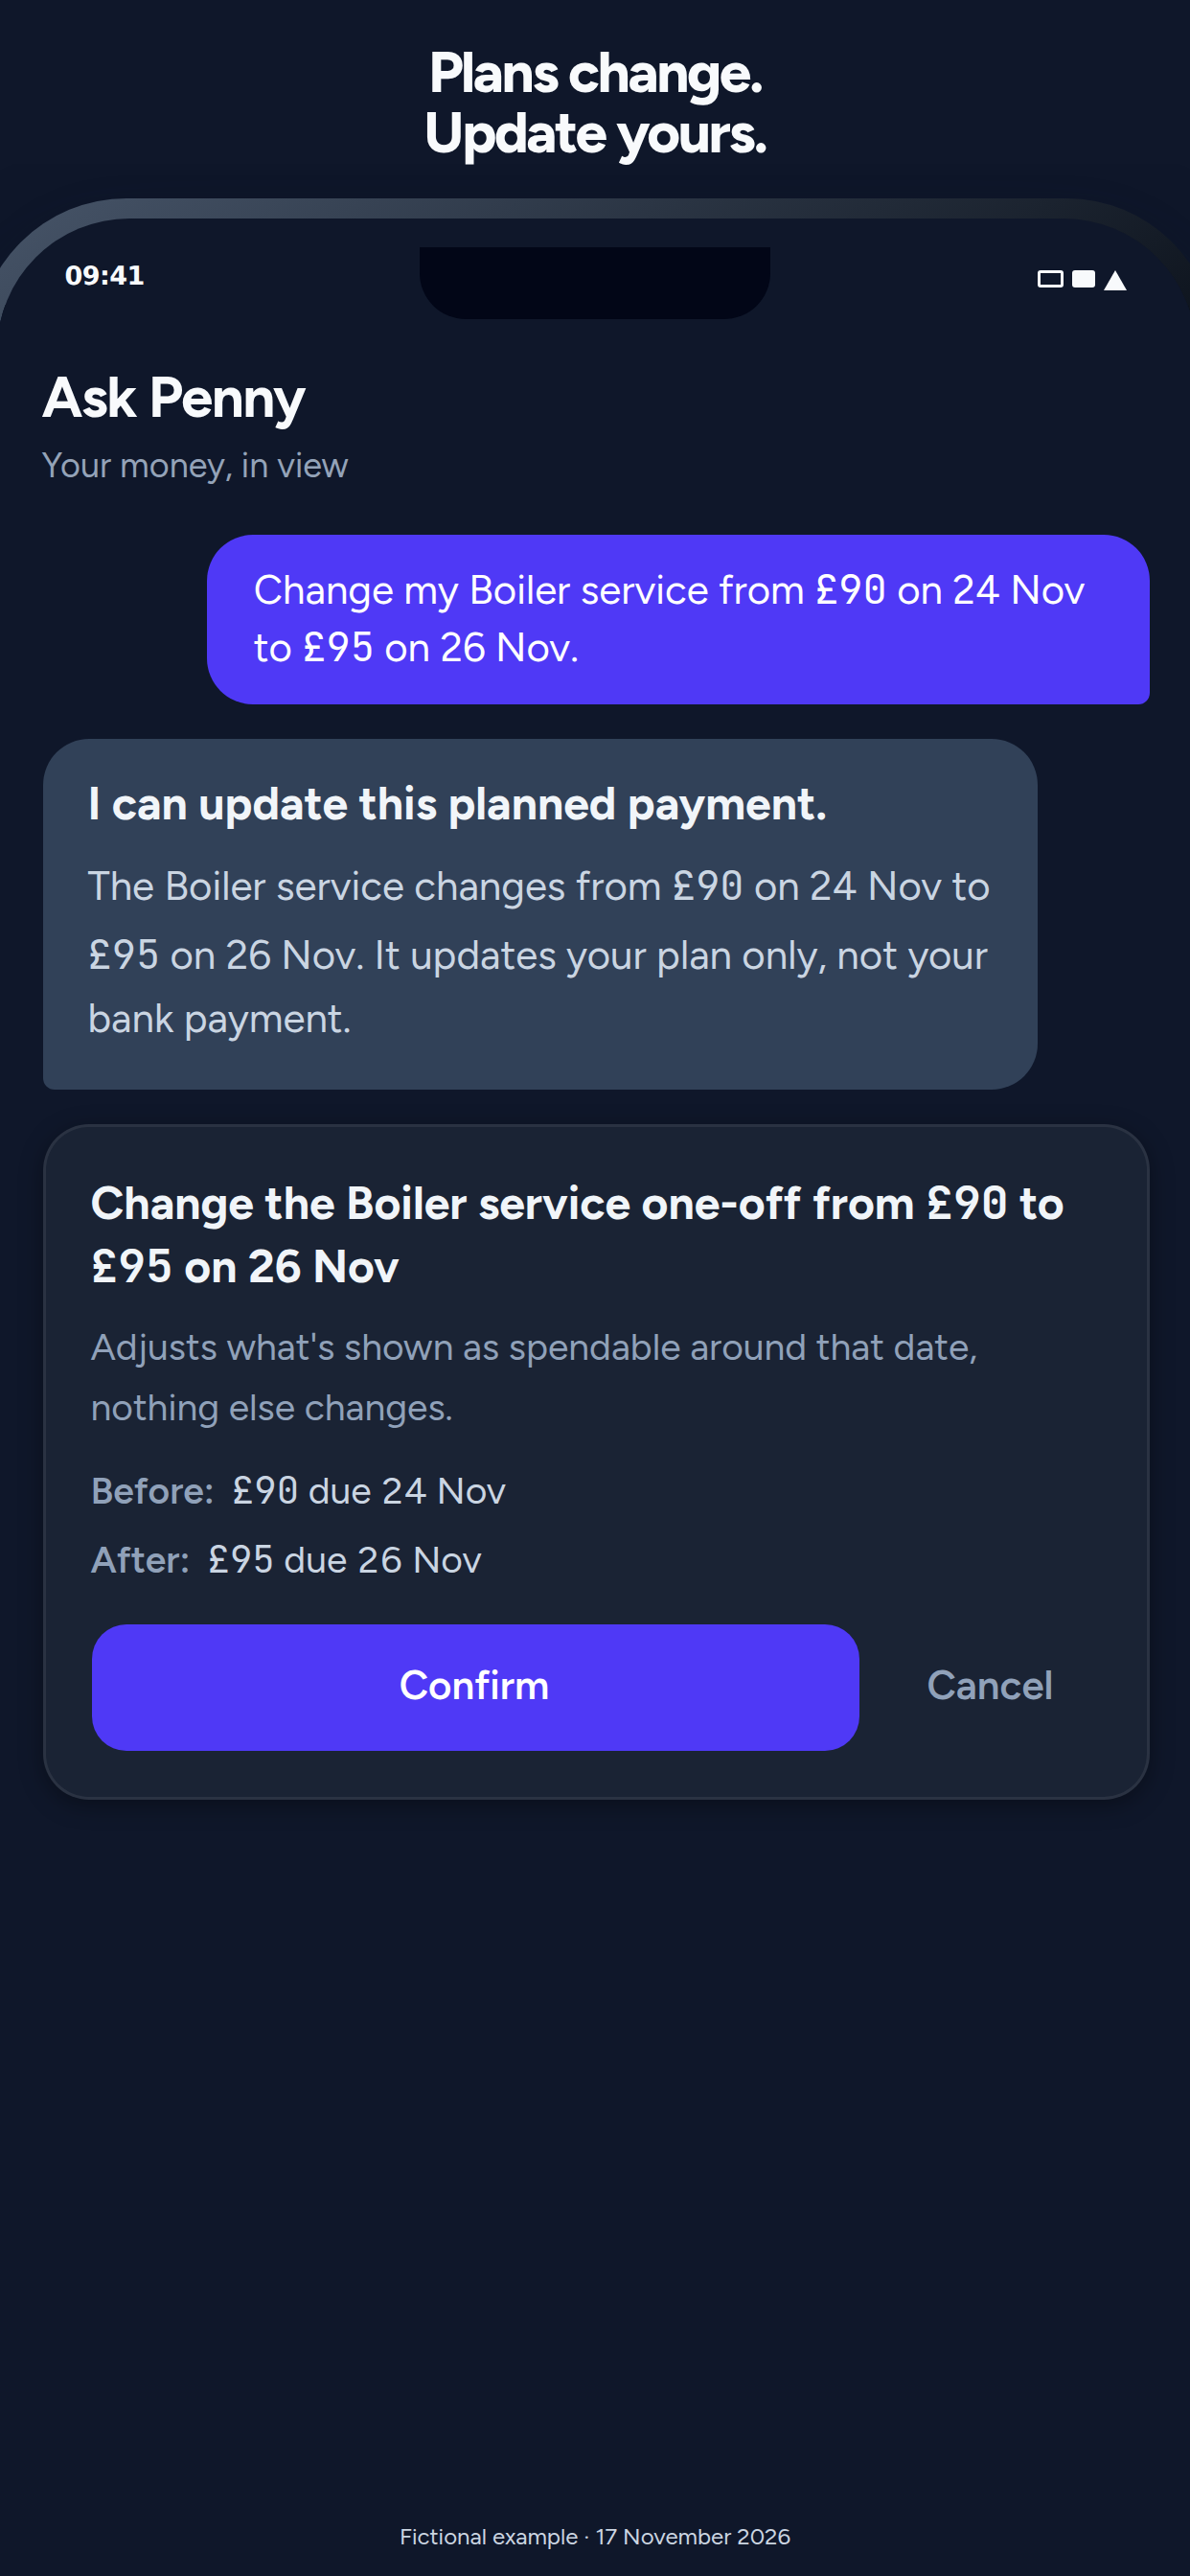 Plans change.
Update yours.
09:41
Ask Penny
Your money, in view
Change my Boiler service from £90 on 24 Nov
to £95 on 26 Nov.
I can update this planned payment.
The Boiler service changes from £90 on 24 Nov to
£95 on 26 Nov. It updates your plan only, not your
bank payment.
Change the Boiler service one-off from £90 to
£95 on 26 Nov
Adjusts what's shown as spendable around that date,
nothing else changes.
Before: £90 due 24 Nov
After: £95 due 26 Nov
Confirm
Cancel
Fictional example · 17 November 2026